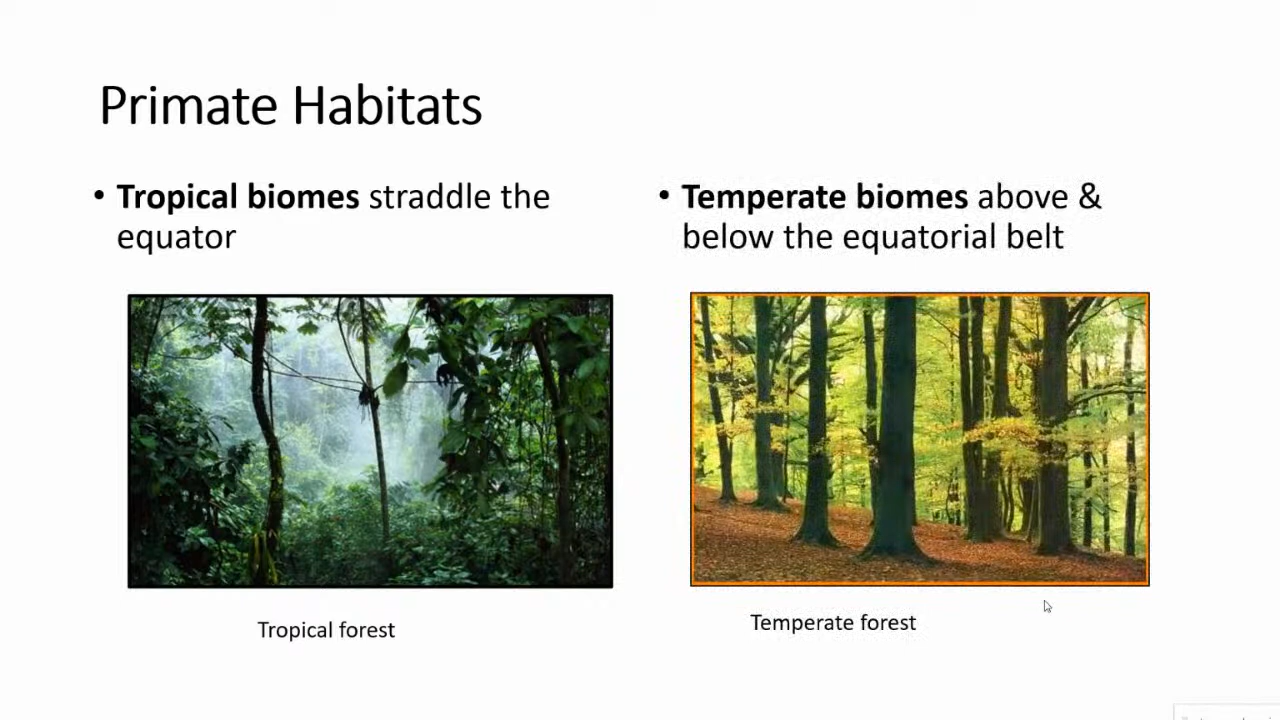 Primate Habitats
• Tropical biomes straddle the
equator
• Temperate biomes above &
below the equatorial belt
Tropical forest
Temperate forest